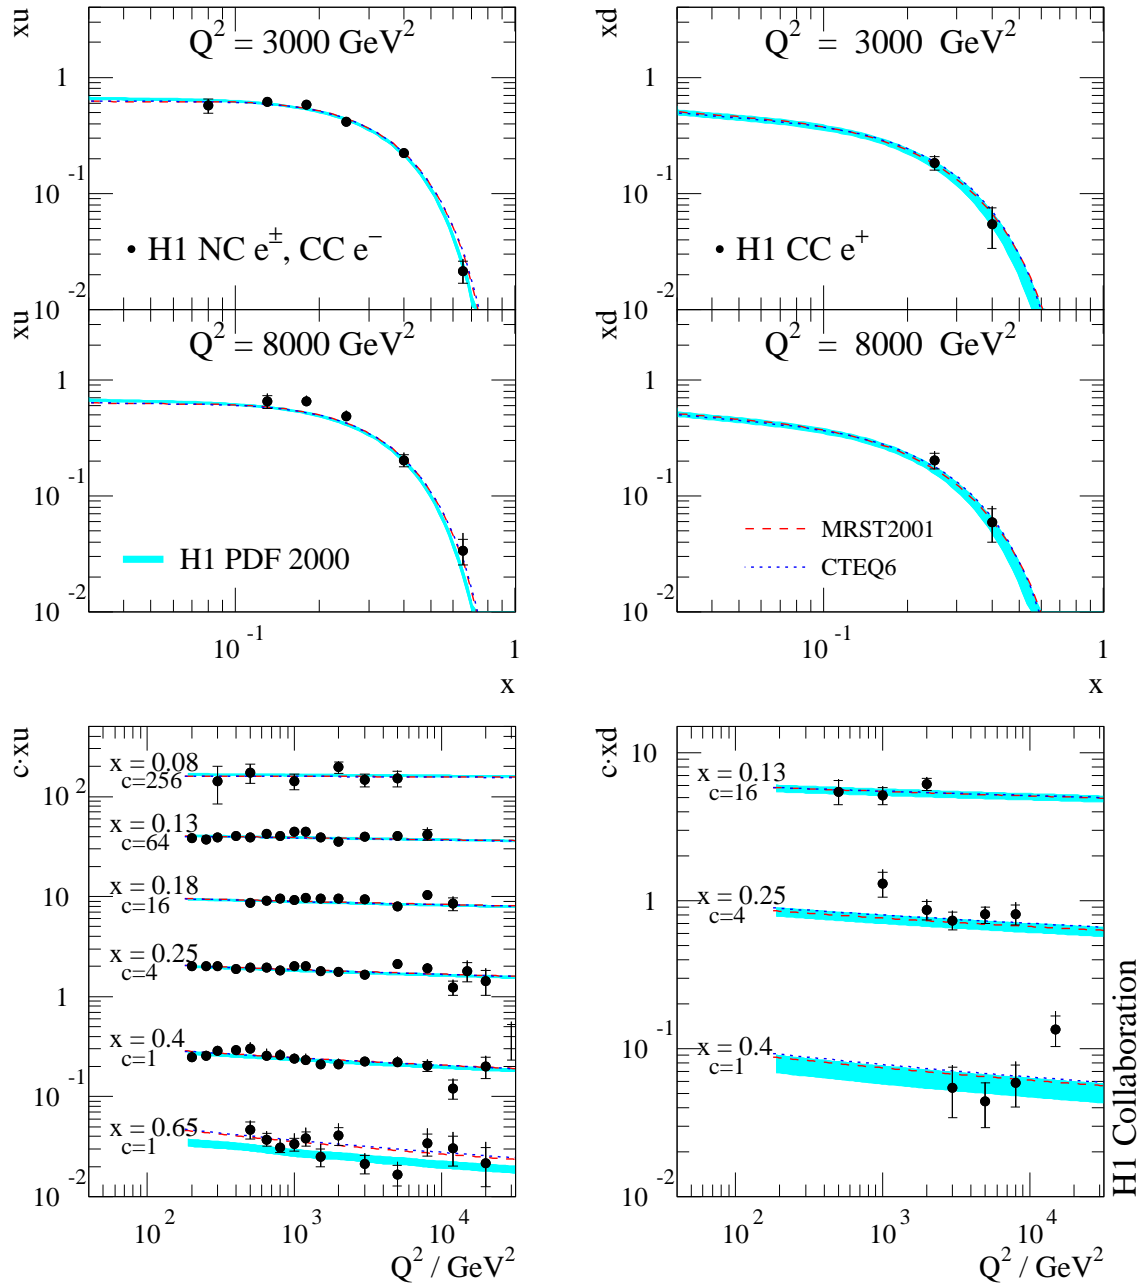 xu
Q² = 3000 GeV²
1
10⁻¹
• H1 NC e±, CC e⁻
10⁻²
xd
Q² = 3000 GeV²
1
10⁻¹
• H1 CC e⁺
10⁻²
xu
Q² = 8000 GeV²
1
10⁻¹
H1 PDF 2000
10⁻²
10⁻¹
1
x
xd
Q² = 8000 GeV²
1
10⁻¹
MRST2001
CTEQ6
10⁻²
10⁻¹
1
x
c·xu
x = 0.08
c=256
10²
x = 0.13
c=64
x = 0.18
10
c=16
x = 0.25
c=4
1
x = 0.4
c=1
10⁻¹
x = 0.65
c=1
10⁻²
10²
10³
10⁴
Q² / GeV²
c·xd
10
x = 0.13
c=16
x = 0.25
1
c=4
x = 0.4
10⁻¹
c=1
10⁻²
10²
10³
10⁴
Q² / GeV²
H1 Collaboration